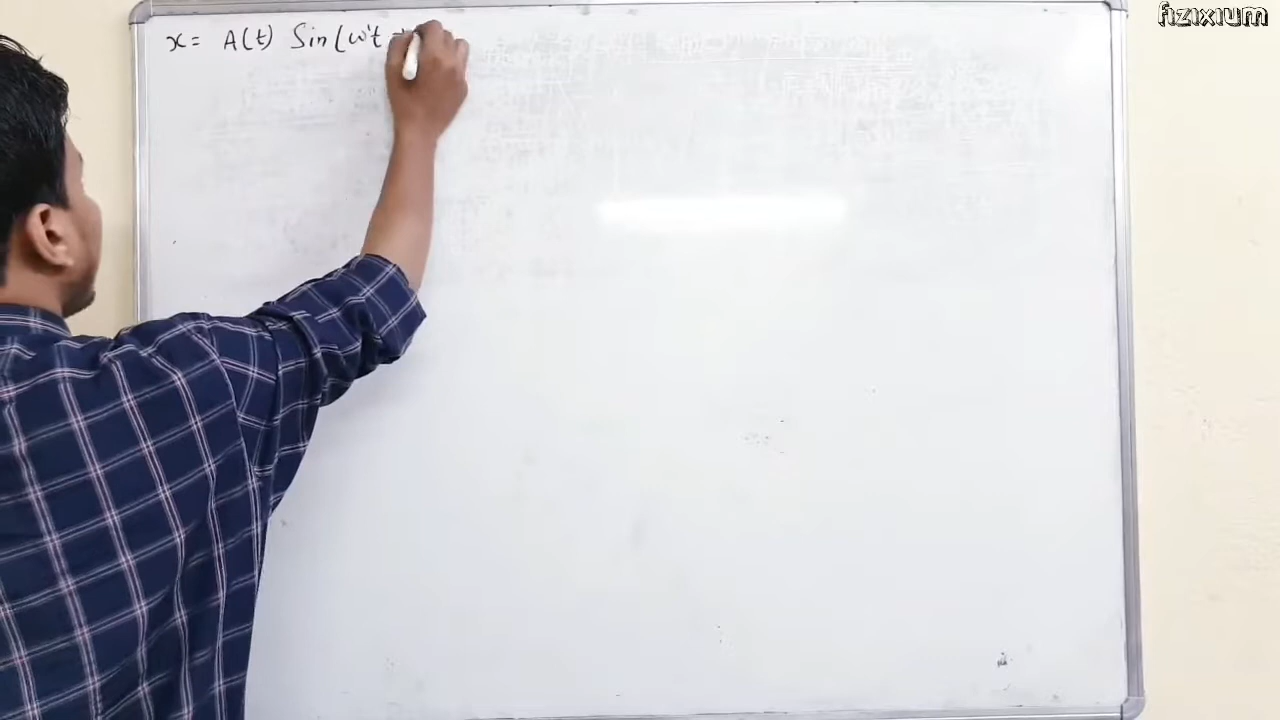 x = A(t) Sin(ω't +
fizixium